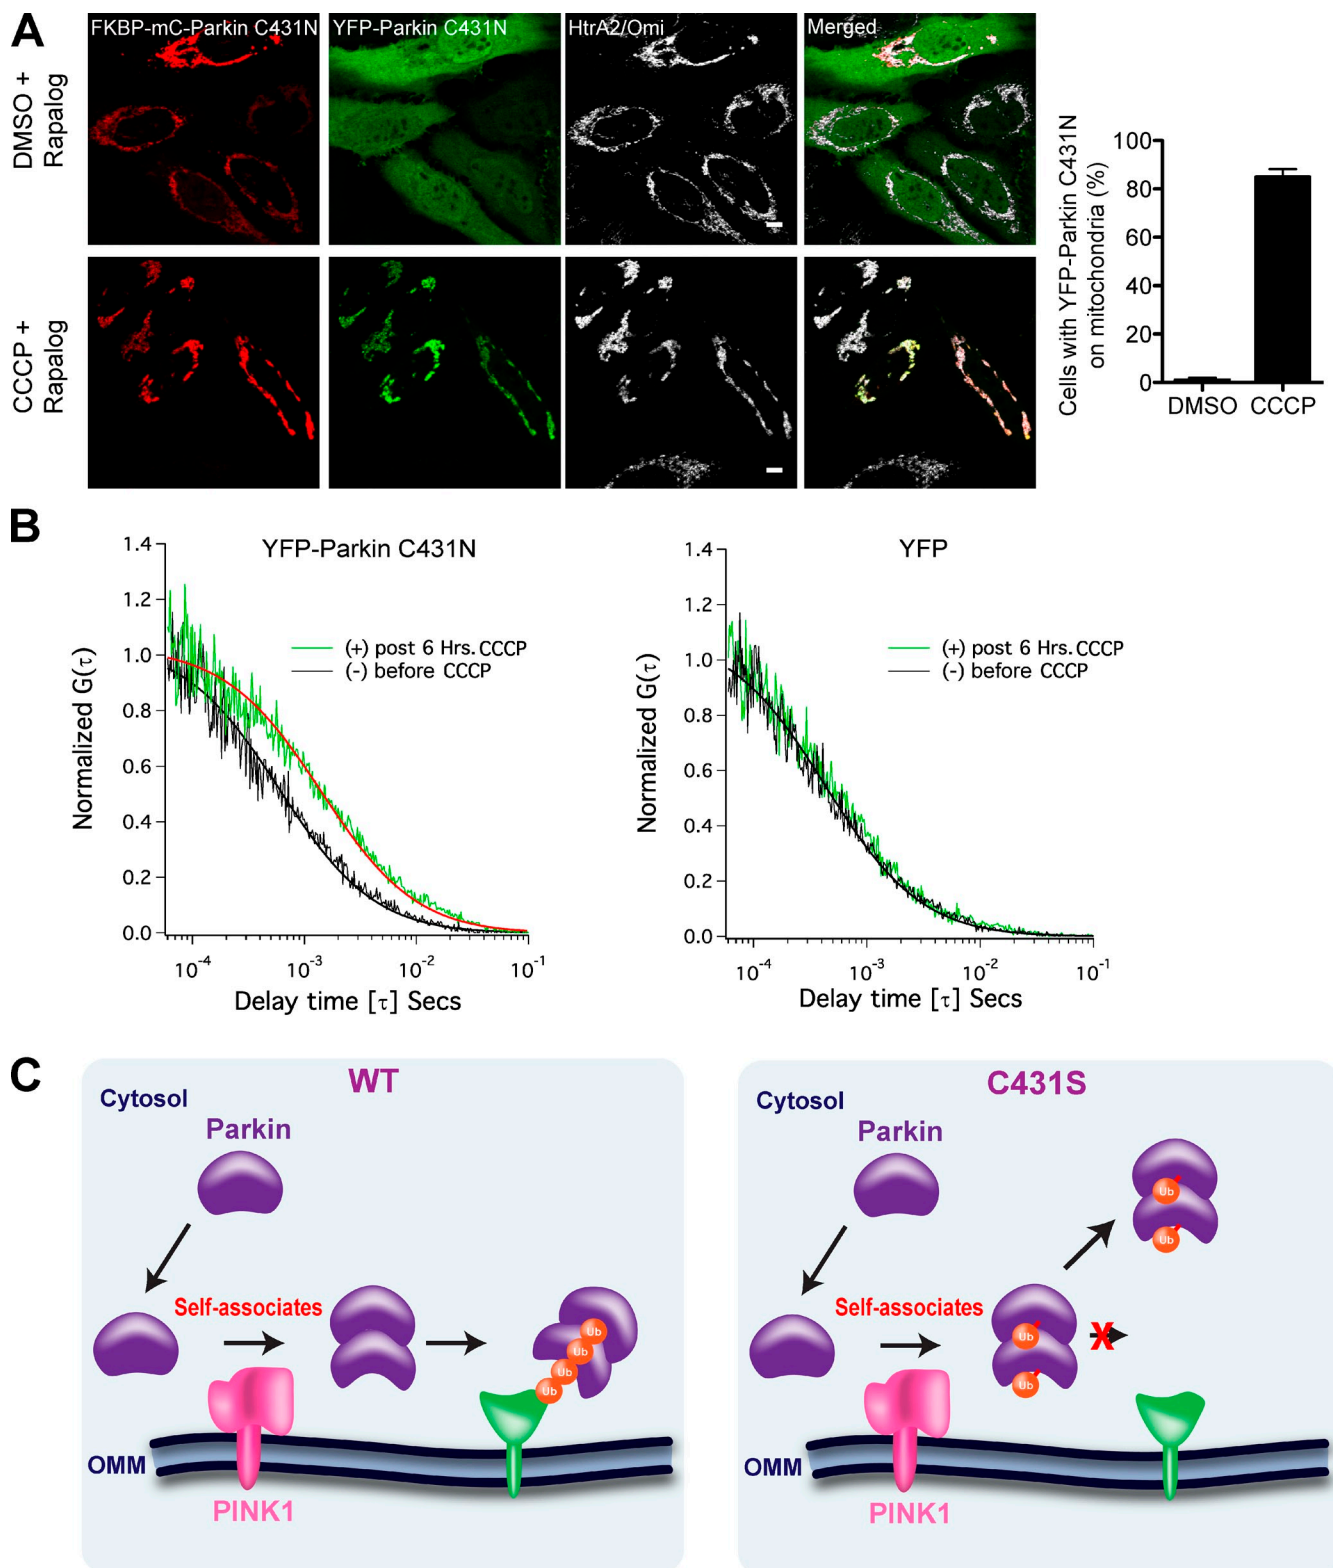 A
FKBP-mC-Parkin C431N
YFP-Parkin C431N
HtrA2/Omi
Merged
DMSO +
Rapalog
CCCP +
Rapalog
Cells with YFP-Parkin C431N
on mitochondria (%)
100
80
60
40
20
0
DMSO
CCCP
B
YFP-Parkin C431N
Normalized G(τ)
1.4
1.2
1.0
0.8
0.6
0.4
0.2
0.0
(+) post 6 Hrs. CCCP
(-) before CCCP
10⁻⁴
10⁻³
10⁻²
10⁻¹
Delay time [τ] Secs
YFP
Normalized G(τ)
1.4
1.2
1.0
0.8
0.6
0.4
0.2
0.0
(+) post 6 Hrs. CCCP
(-) before CCCP
10⁻⁴
10⁻³
10⁻²
10⁻¹
Delay time [τ] Secs
C
WT
Cytosol
Parkin
Self-associates
Ub
Ub
Ub
Ub
OMM
PINK1
C431S
Cytosol
Parkin
Ub
Ub
Self-associates
Ub
X
Ub
OMM
PINK1